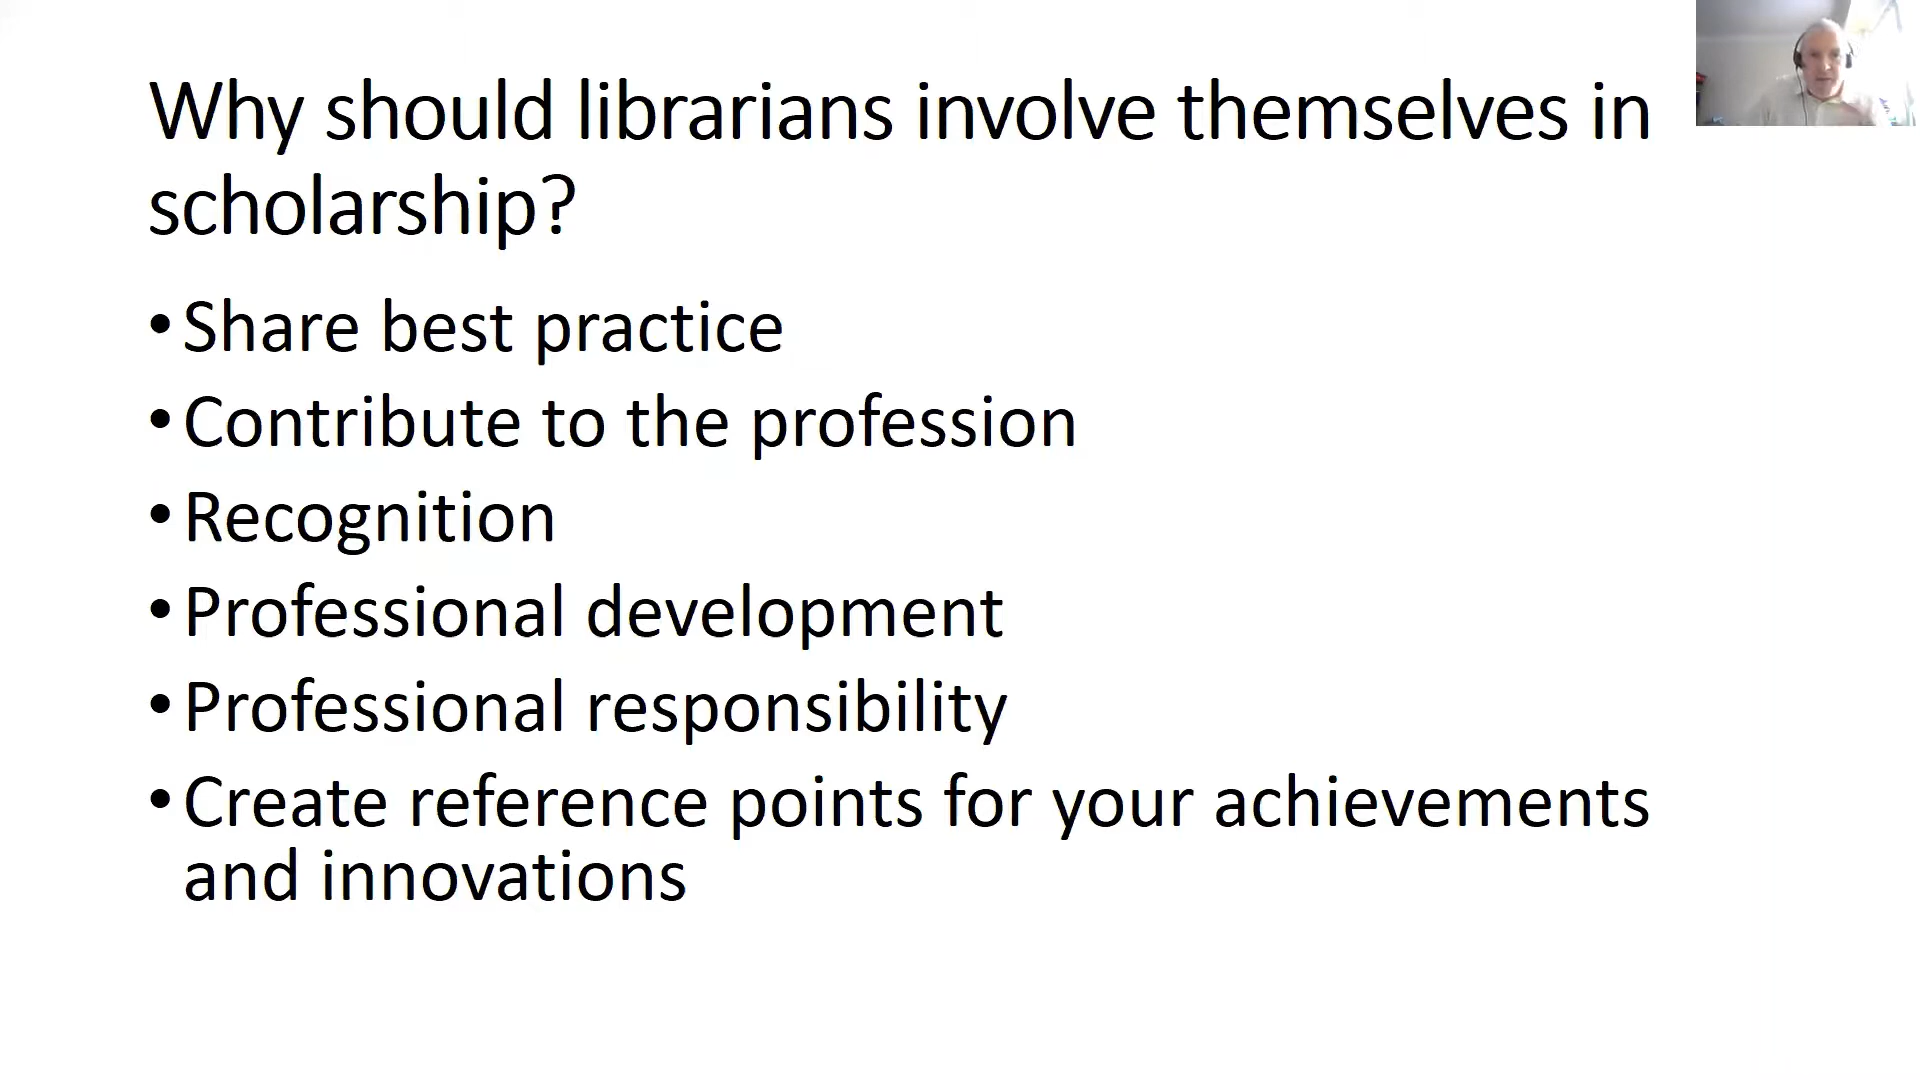 Why should librarians involve themselves in
scholarship?
• Share best practice
• Contribute to the profession
• Recognition
• Professional development
• Professional responsibility
• Create reference points for your achievements
and innovations